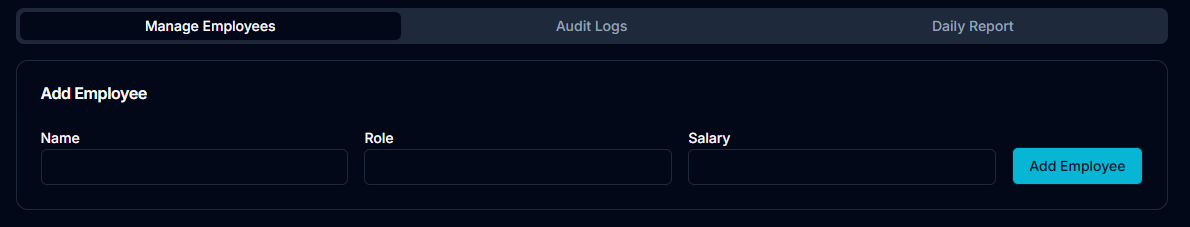 Manage Employees Audit Logs Daily Report
Add Employee
Name Role Salary
Add Employee